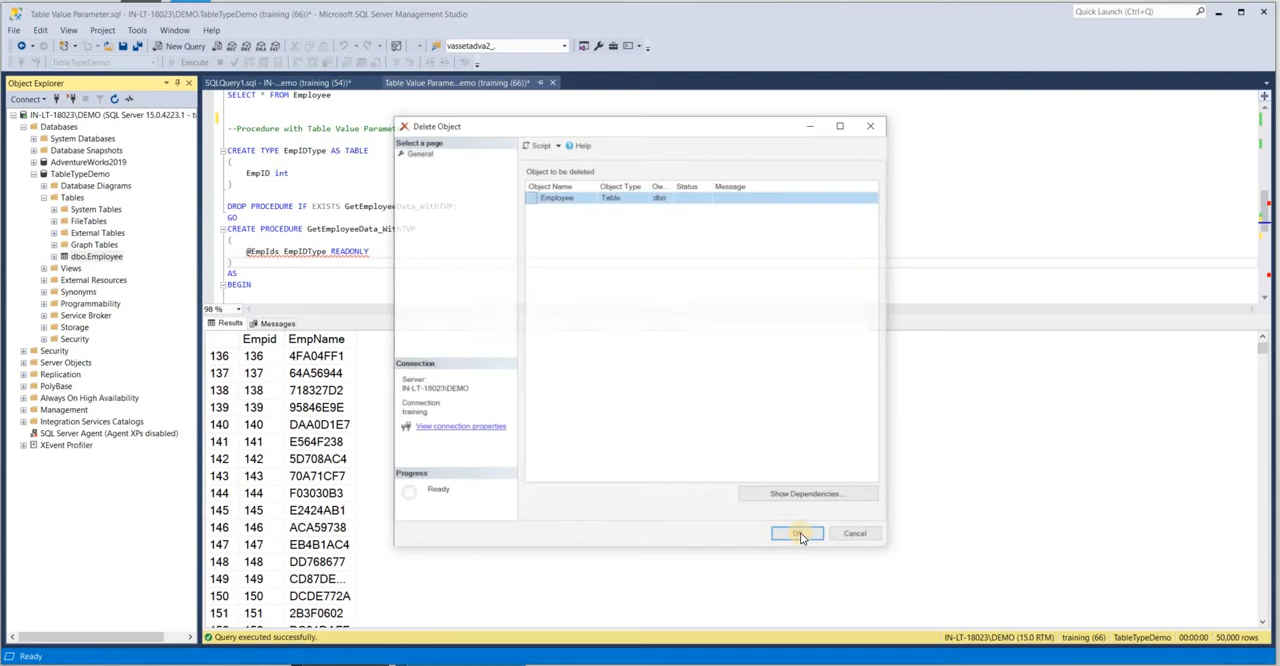 Table Value Parameter.sql - IN-LT-18023\DEMO.TableTypeDemo (training (66))* - Microsoft SQL Server Management Studio
Quick Launch (Ctrl+Q)
File Edit View Project Tools Window Help
New Query
vassetadva2_.
TableTypeDemo
Execute
Object Explorer
Connect
IN-LT-18023\DEMO (SQL Server 15.0.4223.1 - t
Databases
System Databases
Database Snapshots
AdventureWorks2019
TableTypeDemo
Database Diagrams
Tables
System Tables
FileTables
External Tables
Graph Tables
dbo.Employee
Views
External Resources
Synonyms
Programmability
Service Broker
Storage
Security
Security
Server Objects
Replication
PolyBase
Always On High Availability
Management
Integration Services Catalogs
SQL Server Agent (Agent XPs disabled)
XEvent Profiler
SQLQuery1.sql - IN-...emo (training (54))*
Table Value Parame...emo (training (66))*
SELECT * FROM Employee
--Procedure with Table Value Paramet
CREATE TYPE EmpIDType AS TABLE
(
EmpID int
)
DROP PROCEDURE IF EXISTS GetEmployeeData_WithTVP;
GO
CREATE PROCEDURE GetEmployeeData_WithTVP
(
@EmpIds EmpIDType READONLY
)
AS
BEGIN
98 %
Results Messages
Empid EmpName
136 136 4FA04FF1
137 137 64A56944
138 138 718327D2
139 139 95846E9E
140 140 DAA0D1E7
141 141 E564F238
142 142 5D708AC4
143 143 70A71CF7
144 144 F03030B3
145 145 E2424AB1
146 146 ACA59738
147 147 EB4B1AC4
148 148 DD768677
149 149 CD87DE...
150 150 DCDE772A
151 151 2B3F0602
Delete Object
Select a page
General
Script Help
Object to be deleted
Object Name Object Type Ow... Status Message
Employee Table dbo
Connection
Server:
IN-LT-18023\DEMO
Connection:
training
View connection properties
Progress
Ready
Show Dependencies...
Cancel
Query executed successfully.
IN-LT-18023\DEMO (15.0 RTM) training (66) TableTypeDemo 00:00:00 50,000 rows
Ready